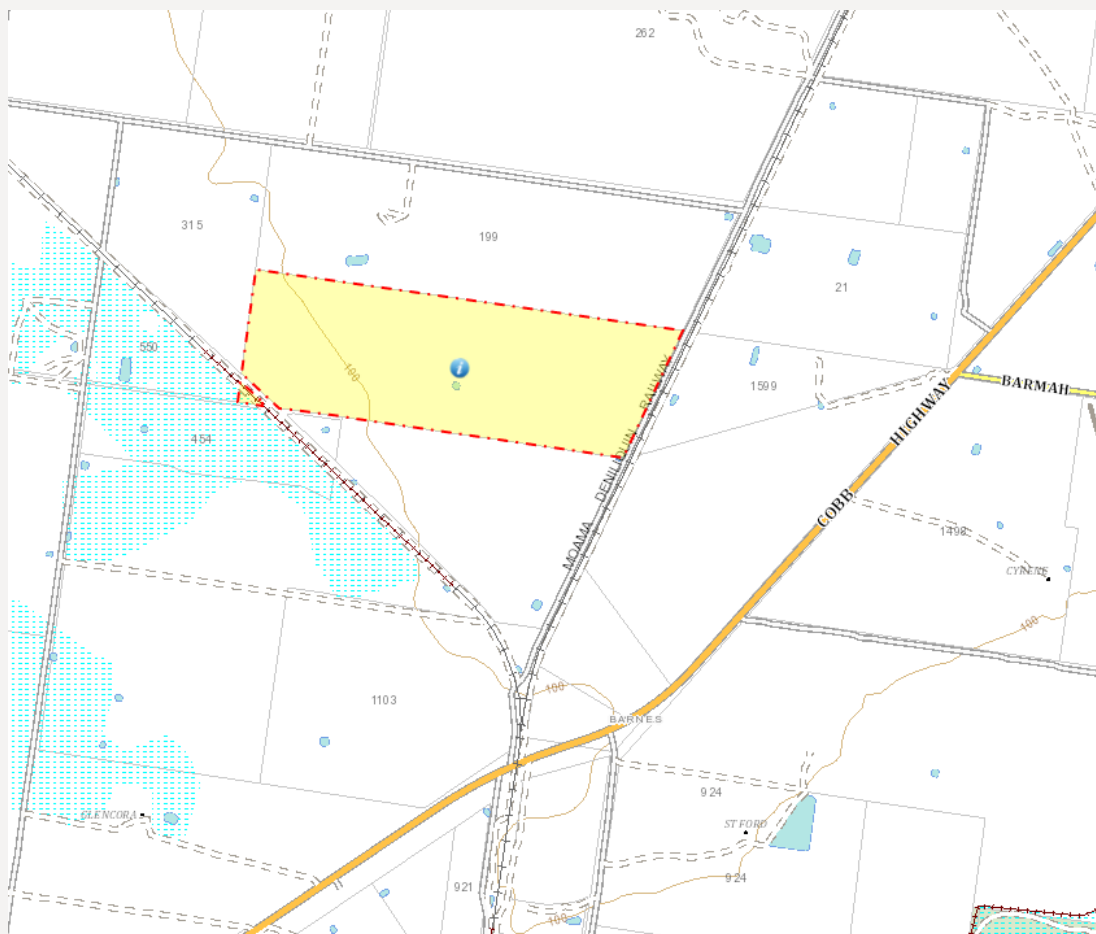 262
315
199
21
550
100
MOAMA DENILIQUIN RAILWAY
1599
BARMAH
HIGHWAY
COBB
454
1498
CYRENE
100
1103
100
BARNES
924
GLENCORA
ST FORD
924
921
100